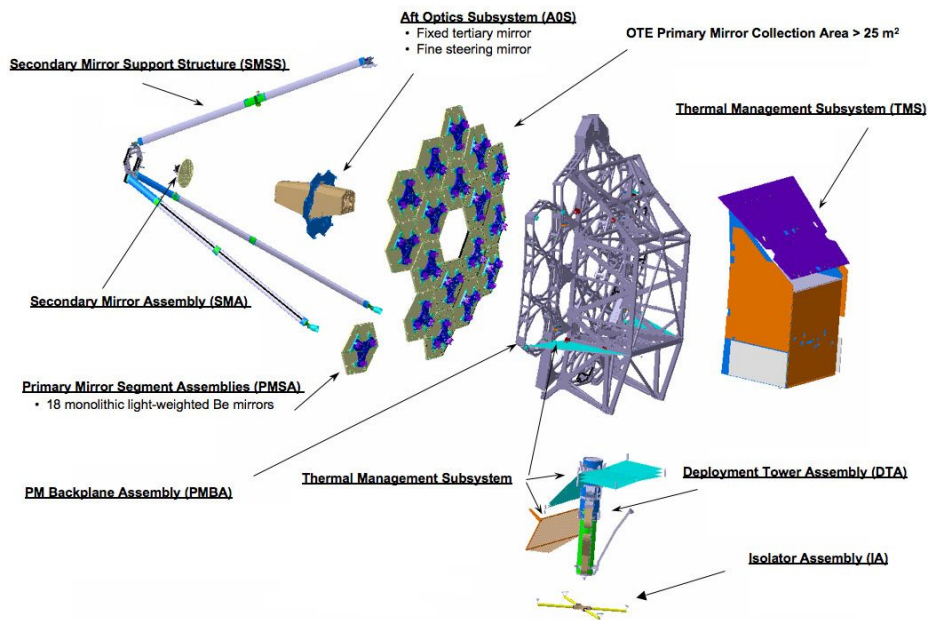 Aft Optics Subsystem (A0S)
• Fixed tertiary mirror
• Fine steering mirror
OTE Primary Mirror Collection Area > 25 m²
Secondary Mirror Support Structure (SMSS)
Thermal Management Subsystem (TMS)
Secondary Mirror Assembly (SMA)
Primary Mirror Segment Assemblies (PMSA)
• 18 monolithic light-weighted Be mirrors
PM Backplane Assembly (PMBA)
Thermal Management Subsystem
Deployment Tower Assembly (DTA)
Isolator Assembly (IA)